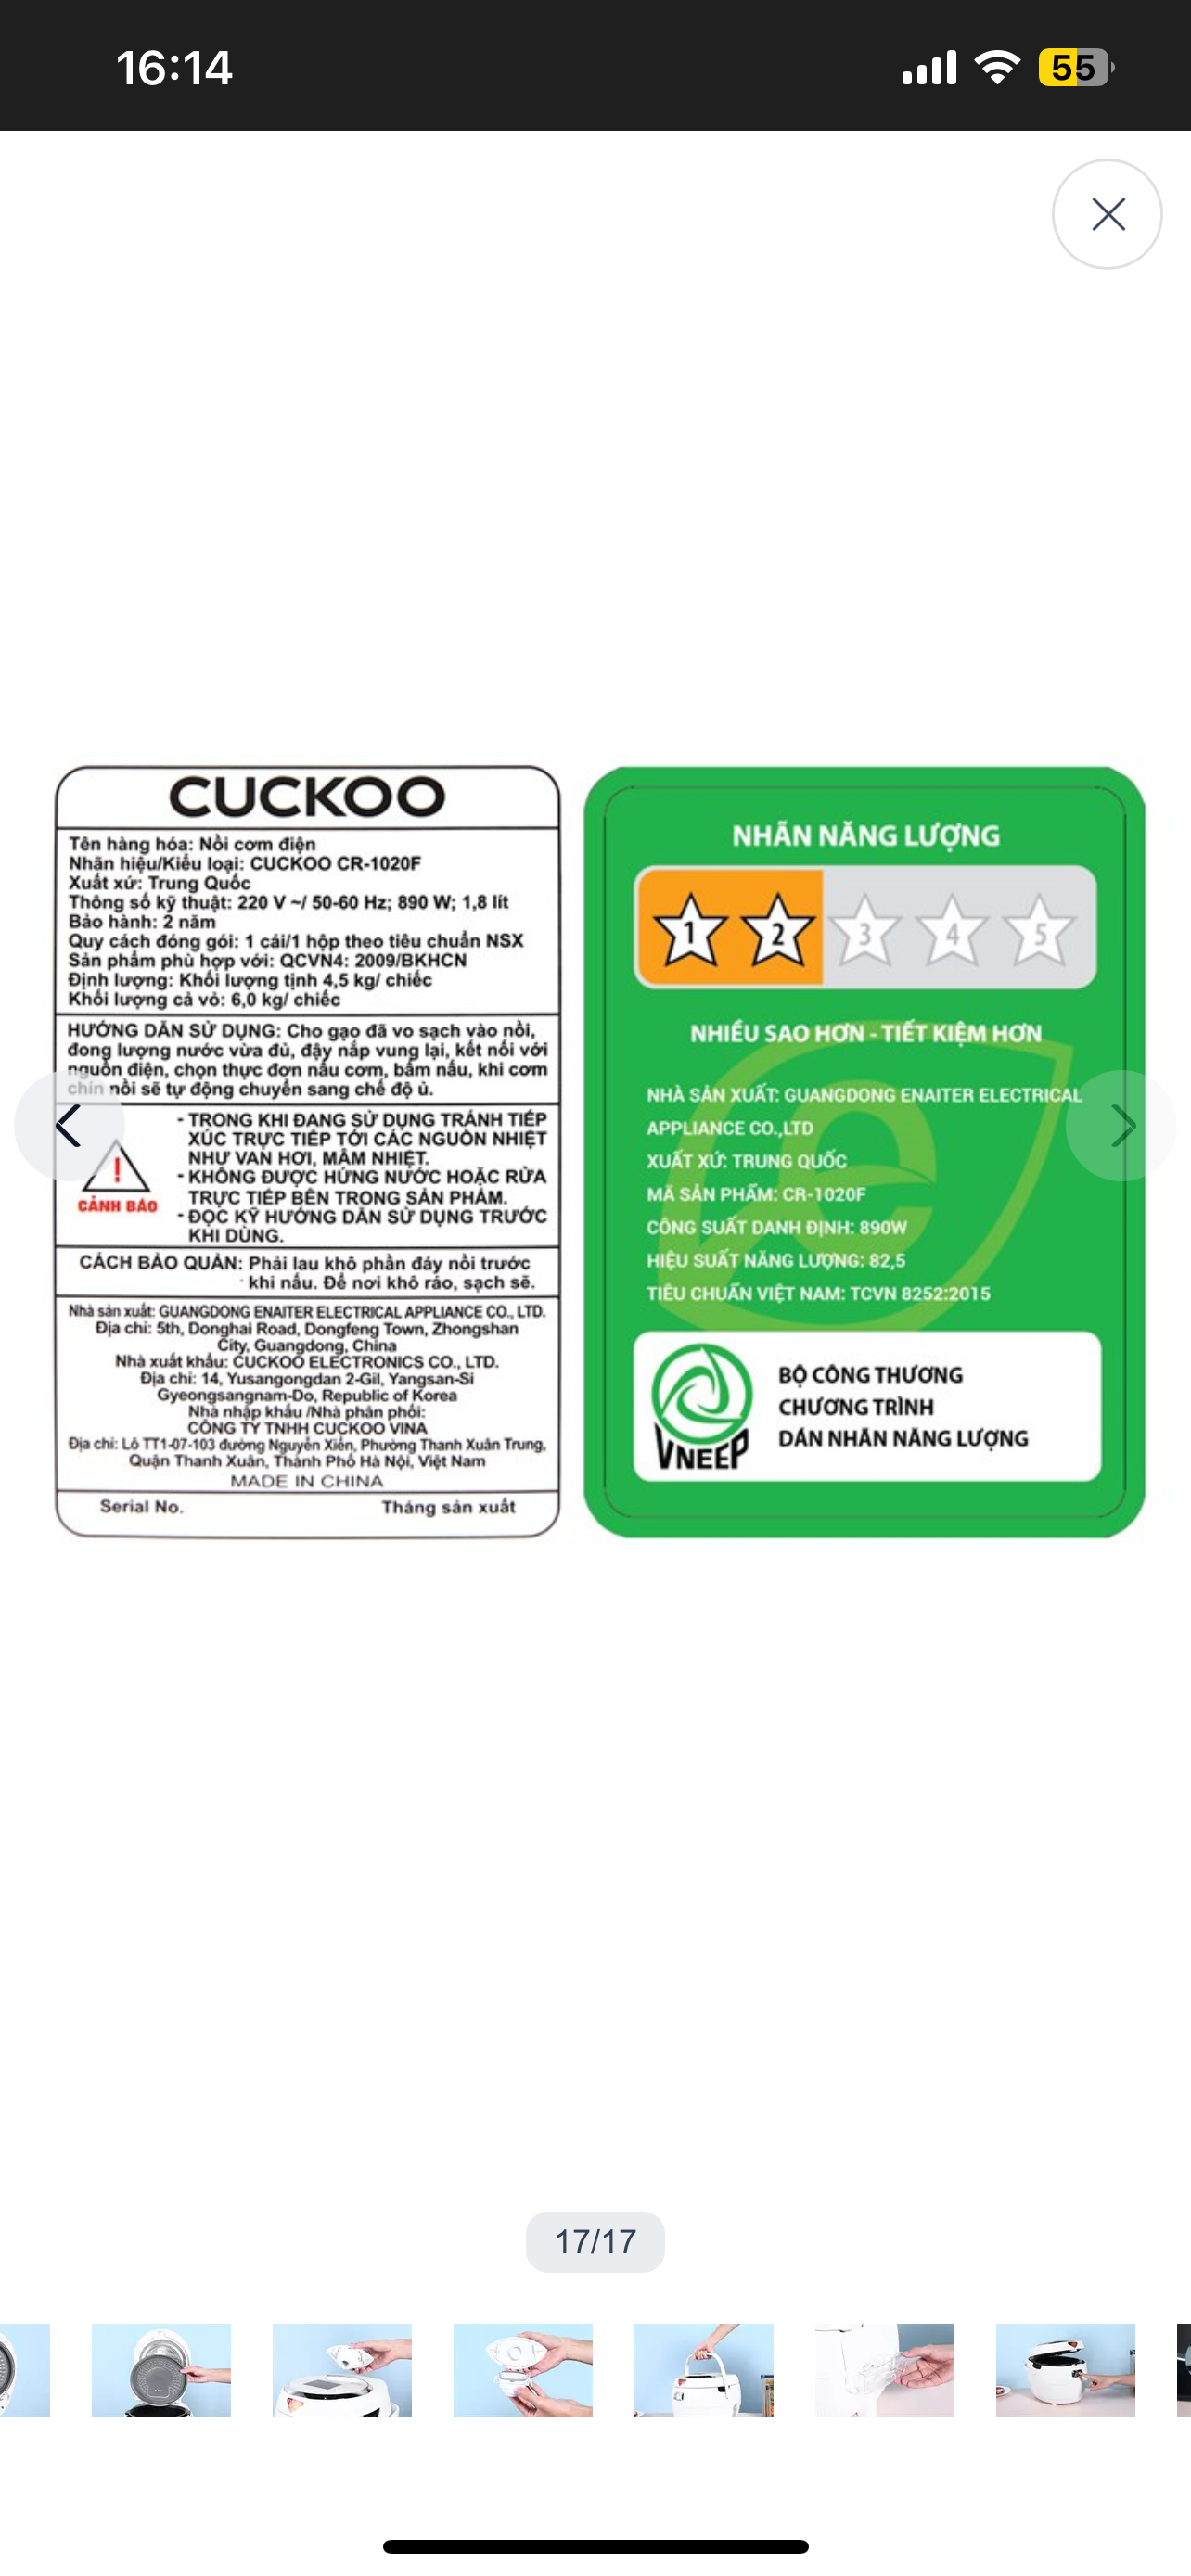 16:14
55
CUCKOO
Tên hàng hóa: Nồi cơm điện
Nhãn hiệu/Kiểu loại: CUCKOO CR-1020F
Xuất xứ: Trung Quốc
Thông số kỹ thuật: 220 V ~/ 50-60 Hz; 890 W; 1,8 lít
Bảo hành: 2 năm
Quy cách đóng gói: 1 cái/1 hộp theo tiêu chuẩn NSX
Sản phẩm phù hợp với: QCVN4: 2009/BKHCN
Định lượng: Khối lượng tịnh 4,5 kg/ chiếc
Khối lượng cả vỏ: 6,0 kg/ chiếc
HƯỚNG DẪN SỬ DỤNG: Cho gạo đã vo sạch vào nồi,
đong lượng nước vừa đủ, đậy nắp vung lại, kết nối với
nguồn điện, chọn thực đơn nấu cơm, bấm nấu, khi cơm
chín nồi sẽ tự động chuyển sang chế độ ủ.
! CẢNH BÁO
- TRONG KHI ĐANG SỬ DỤNG TRÁNH TIẾP
XÚC TRỰC TIẾP TỚI CÁC NGUỒN NHIỆT
NHƯ VAN HƠI, MÂM NHIỆT.
- KHÔNG ĐƯỢC HỨNG NƯỚC HOẶC RỬA
TRỰC TIẾP BÊN TRONG SẢN PHẨM.
- ĐỌC KỸ HƯỚNG DẪN SỬ DỤNG TRƯỚC
KHI DÙNG.
CÁCH BẢO QUẢN: Phải lau khô phần đáy nồi trước
khi nấu. Để nơi khô ráo, sạch sẽ.
Nhà sản xuất: GUANGDONG ENAITER ELECTRICAL APPLIANCE CO., LTD.
Địa chỉ: 5th, Donghai Road, Dongfeng Town, Zhongshan
City, Guangdong, China
Nhà xuất khẩu: CUCKOO ELECTRONICS CO., LTD.
Địa chỉ: 14, Yusangongdan 2-Gil, Yangsan-Si
Gyeongsangnam-Do, Republic of Korea
Nhà nhập khẩu /Nhà phân phối:
CÔNG TY TNHH CUCKOO VINA
Địa chỉ: Lô TT1-07-103 đường Nguyễn Xiển, Phường Thanh Xuân Trung,
Quận Thanh Xuân, Thành Phố Hà Nội, Việt Nam
MADE IN CHINA
Serial No. Tháng sản xuất
NHÃN NĂNG LƯỢNG
1 2 3 4 5
NHIỀU SAO HƠN - TIẾT KIỆM HƠN
NHÀ SẢN XUẤT: GUANGDONG ENAITER ELECTRICAL
APPLIANCE CO.,LTD
XUẤT XỨ: TRUNG QUỐC
MÃ SẢN PHẨM: CR-1020F
CÔNG SUẤT DANH ĐỊNH: 890W
HIỆU SUẤT NĂNG LƯỢNG: 82,5
TIÊU CHUẨN VIỆT NAM: TCVN 8252:2015
VNEEP
BỘ CÔNG THƯƠNG
CHƯƠNG TRÌNH
DÁN NHÃN NĂNG LƯỢNG
17/17